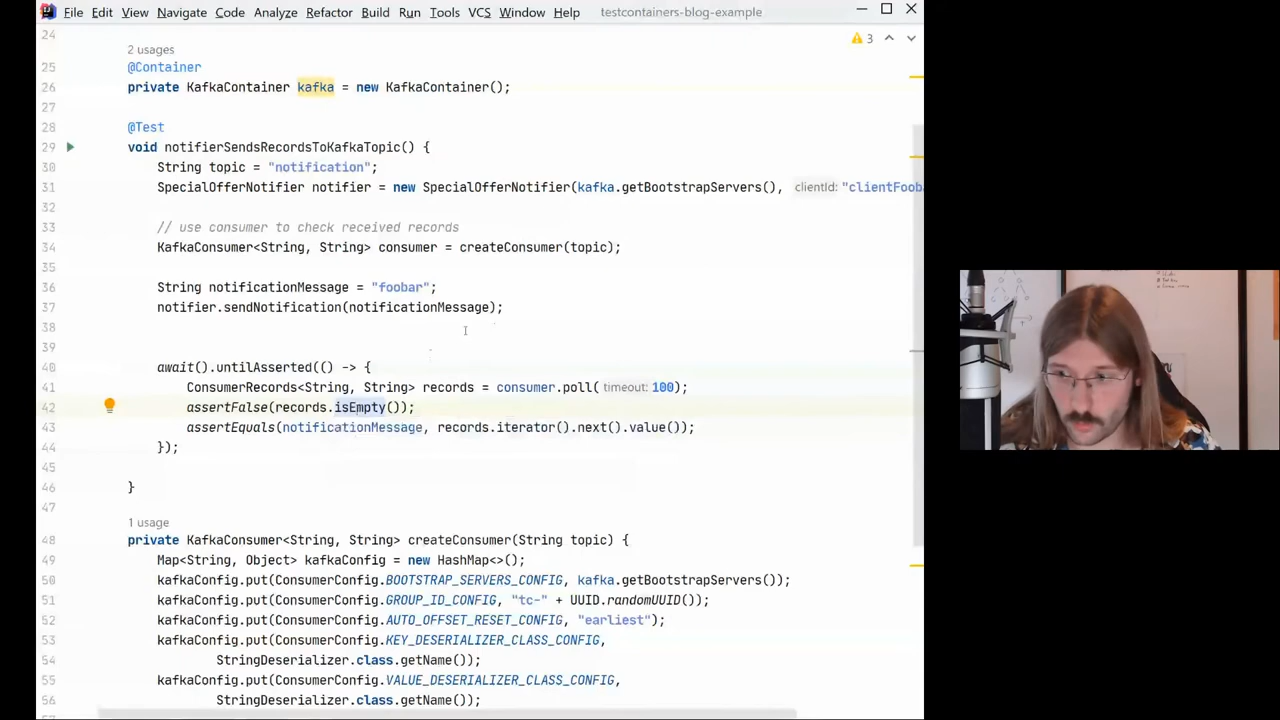 File Edit View Navigate Code Analyze Refactor Build Run Tools VCS Window Help testcontainers-blog-example
24
2 usages
3
25 @Container
26 private KafkaContainer kafka = new KafkaContainer();
27
28 @Test
29 void notifierSendsRecordsToKafkaTopic() {
30 String topic = "notification";
31 SpecialOfferNotifier notifier = new SpecialOfferNotifier(kafka.getBootstrapServers(), clientId: "clientFoob
32
33 // use consumer to check received records
34 KafkaConsumer<String, String> consumer = createConsumer(topic);
35
36 String notificationMessage = "foobar";
37 notifier.sendNotification(notificationMessage);
38
39
40 await().untilAsserted(() -> {
41 ConsumerRecords<String, String> records = consumer.poll( timeout: 100);
42 assertFalse(records.isEmpty());
43 assertEquals(notificationMessage, records.iterator().next().value());
44 });
45
46 }
47
1 usage
48 private KafkaConsumer<String, String> createConsumer(String topic) {
49 Map<String, Object> kafkaConfig = new HashMap<>();
50 kafkaConfig.put(ConsumerConfig.BOOTSTRAP_SERVERS_CONFIG, kafka.getBootstrapServers());
51 kafkaConfig.put(ConsumerConfig.GROUP_ID_CONFIG, "tc-" + UUID.randomUUID());
52 kafkaConfig.put(ConsumerConfig.AUTO_OFFSET_RESET_CONFIG, "earliest");
53 kafkaConfig.put(ConsumerConfig.KEY_DESERIALIZER_CLASS_CONFIG,
54 StringDeserializer.class.getName());
55 kafkaConfig.put(ConsumerConfig.VALUE_DESERIALIZER_CLASS_CONFIG,
56 StringDeserializer.class.getName());